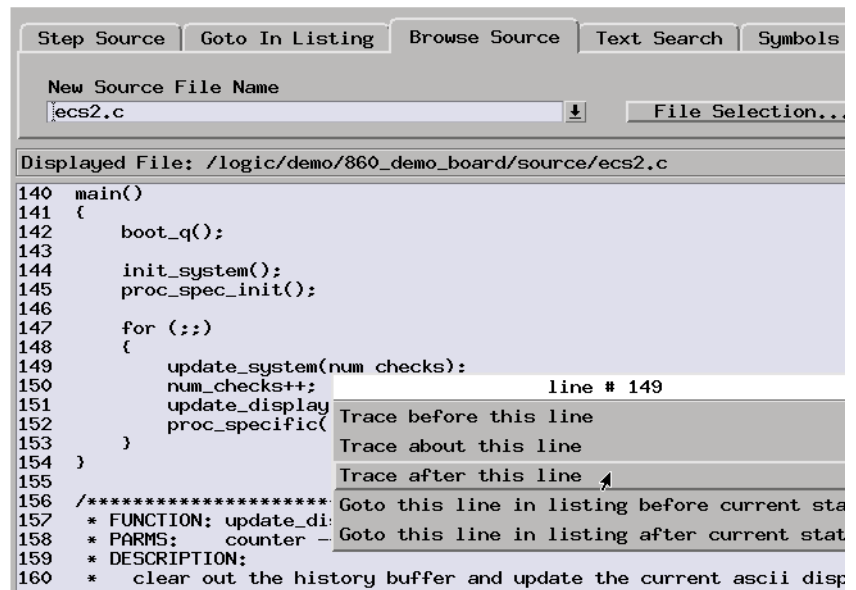 Step Source Goto In Listing Browse Source Text Search Symbols
New Source File Name
ecs2.c File Selection...
Displayed File: /logic/demo/860_demo_board/source/ecs2.c
140 main()
141 {
142 boot_q();
143
144 init_system();
145 proc_spec_init();
146
147 for (;;)
148 {
149 update_system(num_checks);
150 num_checks++;
line # 149
151 update_display
Trace before this line
152 proc_specific(
153 }
Trace about this line
154 }
155
Trace after this line
156 /**********************
Goto this line in listing before current sta
157 * FUNCTION: update_di
158 * PARMS: counter -
Goto this line in listing after current stat
159 * DESCRIPTION:
160 * clear out the history buffer and update the current ascii disp